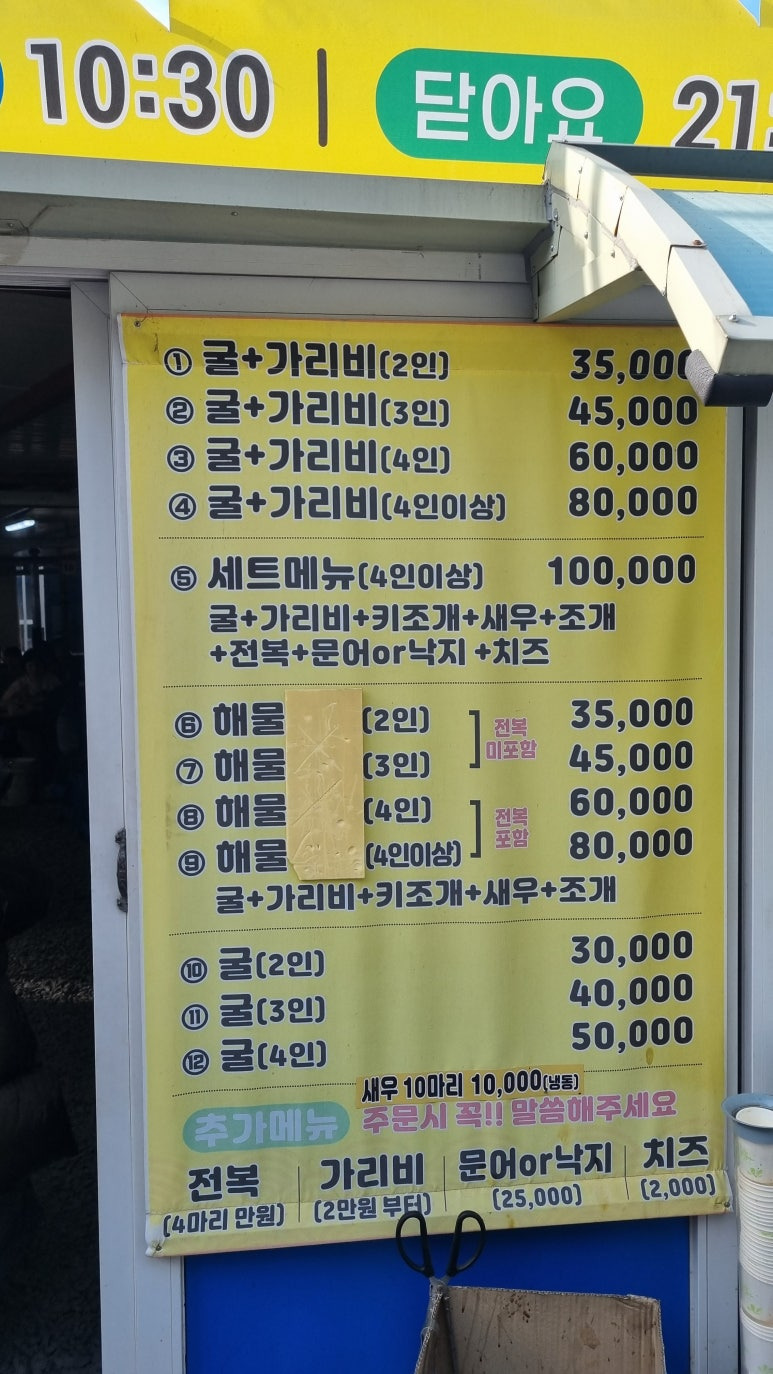 10:30 | 닫아요 21:
① 굴+가리비(2인) 35,000
② 굴+가리비(3인) 45,000
③ 굴+가리비(4인) 60,000
④ 굴+가리비(4인이상) 80,000
⑤ 세트메뉴(4인이상) 100,000
굴+가리비+키조개+새우+조개
+전복+문어or낙지 +치즈
⑥ 해물 (2인) 35,000
전복
미포함
⑦ 해물 (3인) 45,000
⑧ 해물 (4인) 60,000
전복
포함
⑨ 해물 (4인이상) 80,000
굴+가리비+키조개+새우+조개
⑩ 굴(2인) 30,000
⑪ 굴(3인) 40,000
⑫ 굴(4인) 50,000
새우 10마리 10,000(냉동)
추가메뉴 주문시 꼭!! 말씀해주세요
전복 가리비 문어or낙지 치즈
(4마리 만원) (2만원 부터) (25,000) (2,000)